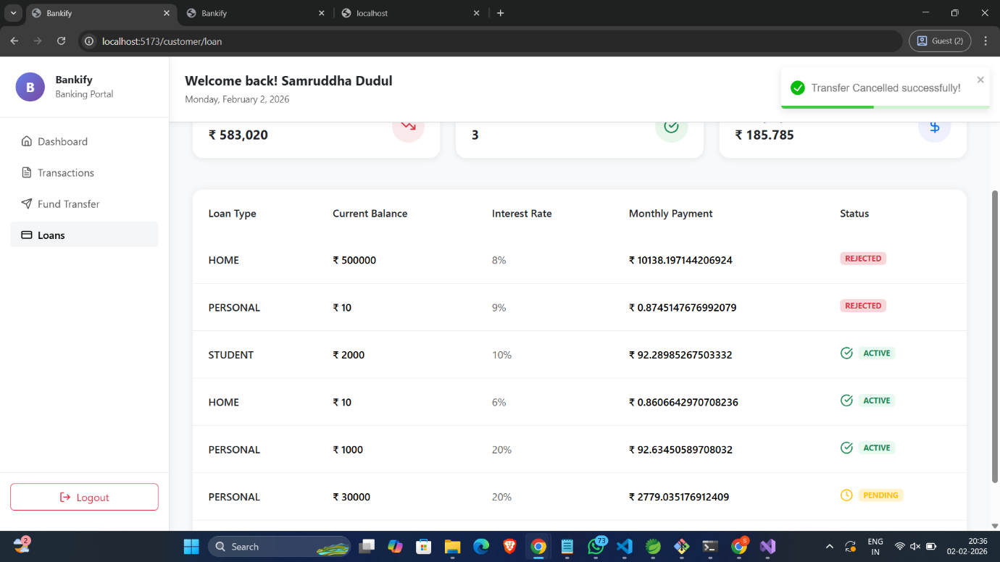 Bankify
Bankify
localhost
localhost:5173/customer/loan
Guest (2)
B
Bankify
Banking Portal
Welcome back! Samruddha Dudul
Monday, February 2, 2026
Transfer Cancelled successfully!
Dashboard
Transactions
Fund Transfer
Loans
Logout
₹ 583,020
3
₹ 185.785
$
Loan Type Current Balance Interest Rate Monthly Payment Status
HOME ₹ 500000 8% ₹ 10138.197144206924 REJECTED
PERSONAL ₹ 10 9% ₹ 0.8745147676992079 REJECTED
STUDENT ₹ 2000 10% ₹ 92.28985267503332 ACTIVE
HOME ₹ 10 6% ₹ 0.8606642970708236 ACTIVE
PERSONAL ₹ 1000 20% ₹ 92.63450589708032 ACTIVE
PERSONAL ₹ 30000 20% ₹ 2779.035176912409 PENDING
2
Search
73
S
ENG
IN
20:36
02-02-2026